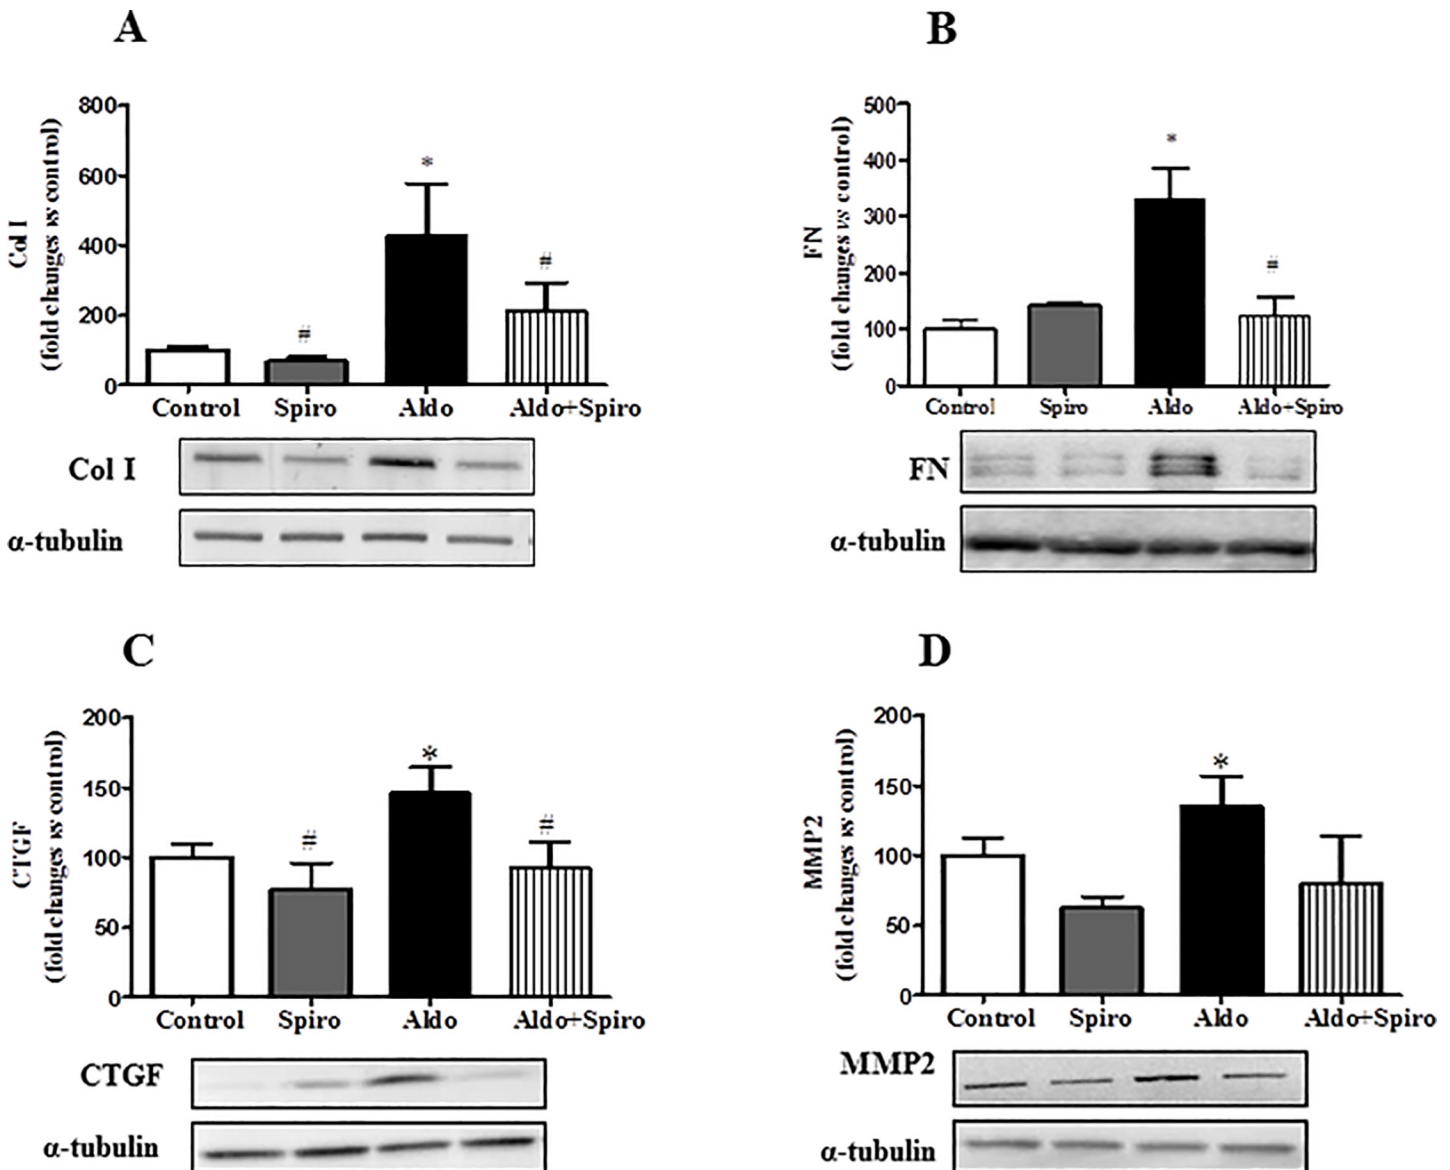 A
Col I
(fold changes vs control)
800
600
400
200
0
*
#
#
Control Spiro Aldo Aldo+Spiro
Col I
α-tubulin
B
FN
(fold changes vs control)
500
400
300
200
100
0
*
#
Control Spiro Aldo Aldo+Spiro
FN
α-tubulin
C
CTGF
(fold changes vs control)
200
150
100
50
0
*
#
#
Control Spiro Aldo Aldo+Spiro
CTGF
α-tubulin
D
MMP2
(fold changes vs control)
200
150
100
50
0
*
Control Spiro Aldo Aldo+Spiro
MMP2
α-tubulin